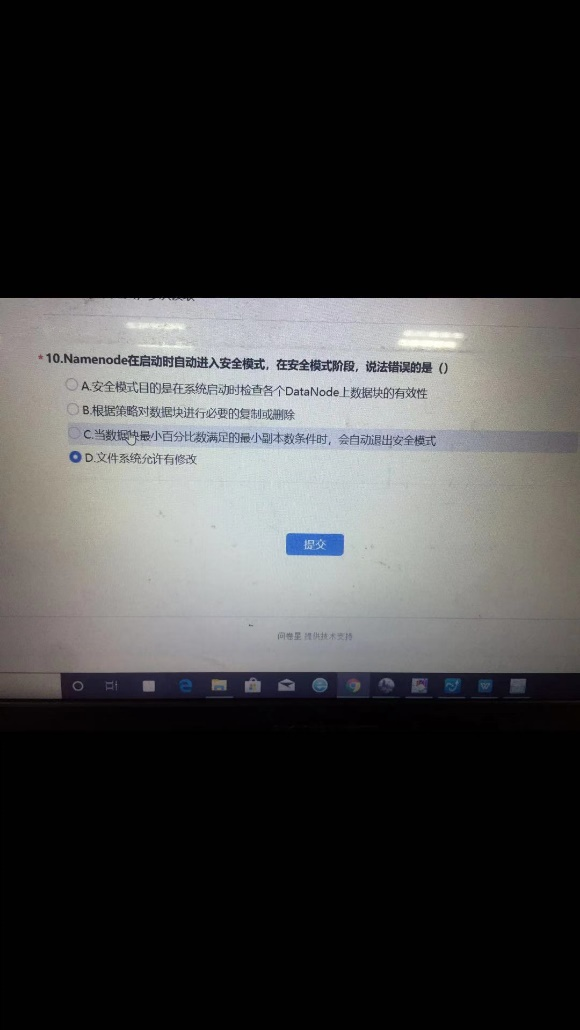 *10.Namenode在启动时自动进入安全模式，在安全模式阶段，说法错误的是（）
A.安全模式目的是在系统启动时检查各个DataNode上数据块的有效性
B.根据策略对数据块进行必要的复制或删除
C.当数据块最小百分比数满足的最小副本数条件时，会自动退出安全模式
D.文件系统允许有修改
提交
问卷星 提供技术支持